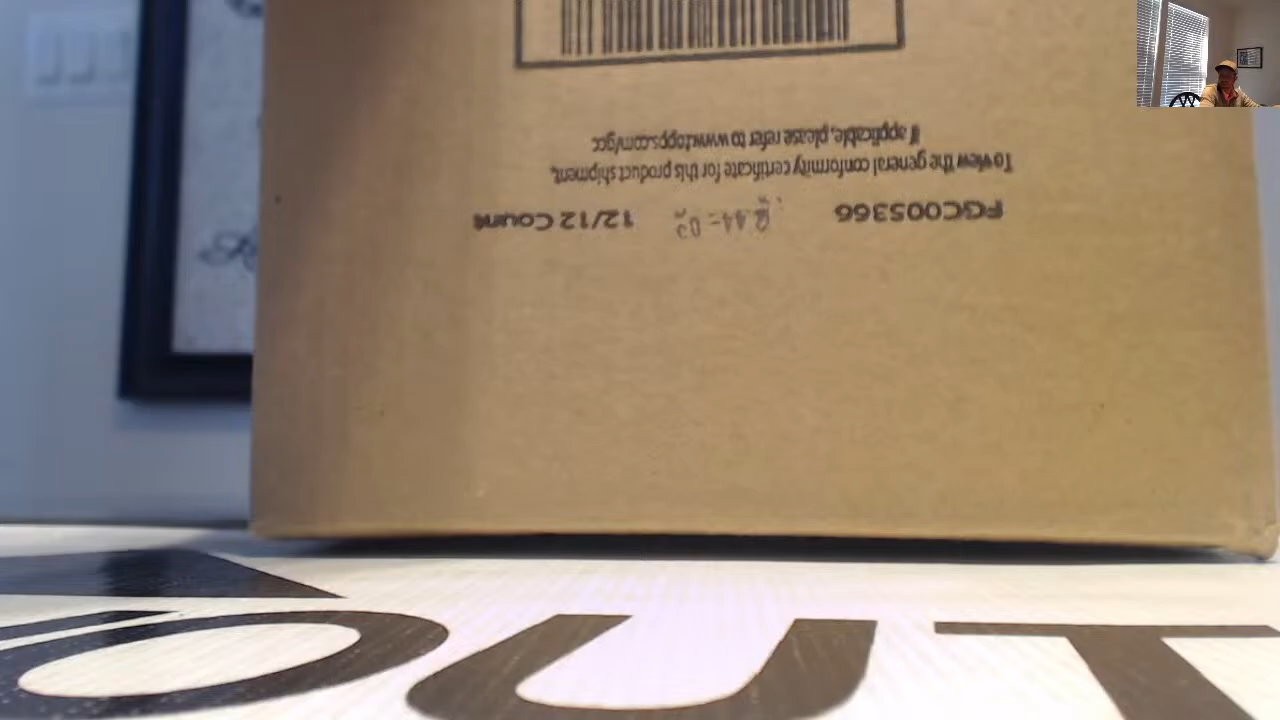 FGC005366 12/12 Count
To view the general conformity certificate for this product shipment,
if applicable, please refer to www.topps.com/gcc
OUT